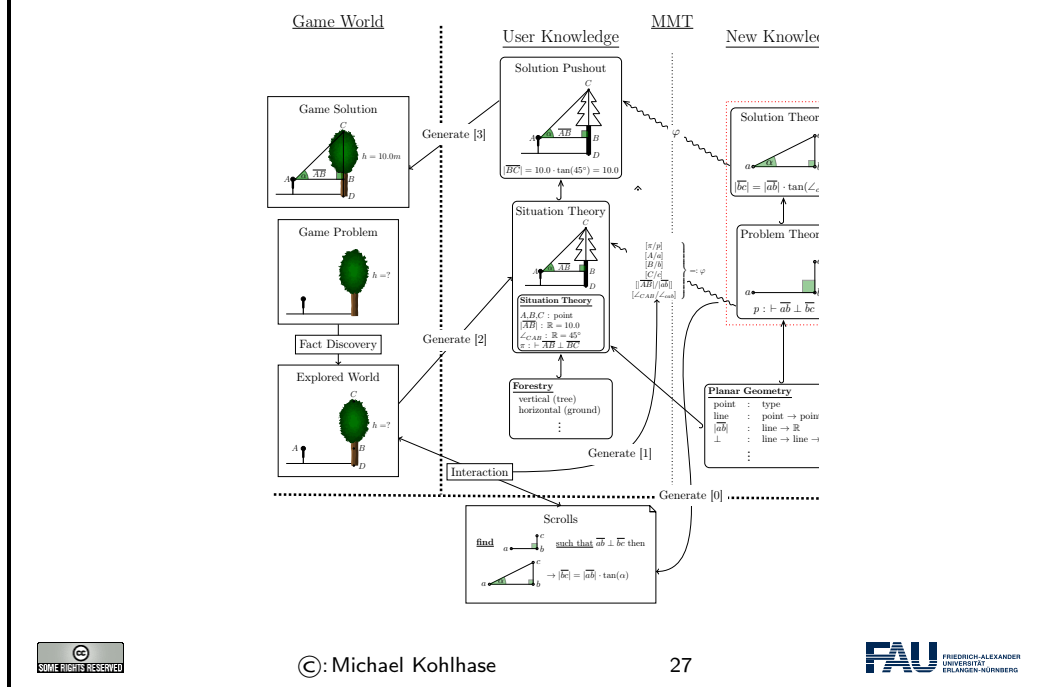 Game World
MMT
User Knowledge
New Knowled
Solution Pushout
C
A α AB B
D
|BC| = 10.0 · tan(45°) = 10.0
Game Solution
C
h = 10.0m
A α AB B
D
Generate [3]
φ
Solution Theor
a α b
|bc| = |ab| · tan(∠
Situation Theory
C
A α AB B
D
Situation Theory
A,B,C : point
|AB| : ℝ = 10.0
∠CAB : ℝ = 45°
π : ⊢ AB ⊥ BC
[π/p]
[A/a]
[B/b]
[C/c]
[|AB|/|ab|]
[∠CAB/∠cab]
=: φ
Problem Theor
a b
p : ⊢ ab ⊥ bc
Game Problem
h =?
Fact Discovery
Generate [2]
Explored World
C
h =?
A B
D
Forestry
vertical (tree)
horizontal (ground)
⋮
Planar Geometry
point : type
line : point → point
|ab| : line → ℝ
⊥ : line → line →
⋮
Generate [1]
Interaction
Generate [0]
Scrolls
find a b c such that ab ⊥ bc then
a α b c → |bc| = |ab| · tan(α)
cc
SOME RIGHTS RESERVED
©: Michael Kohlhase
27
FAU
FRIEDRICH-ALEXANDER
UNIVERSITÄT
ERLANGEN-NÜRNBERG